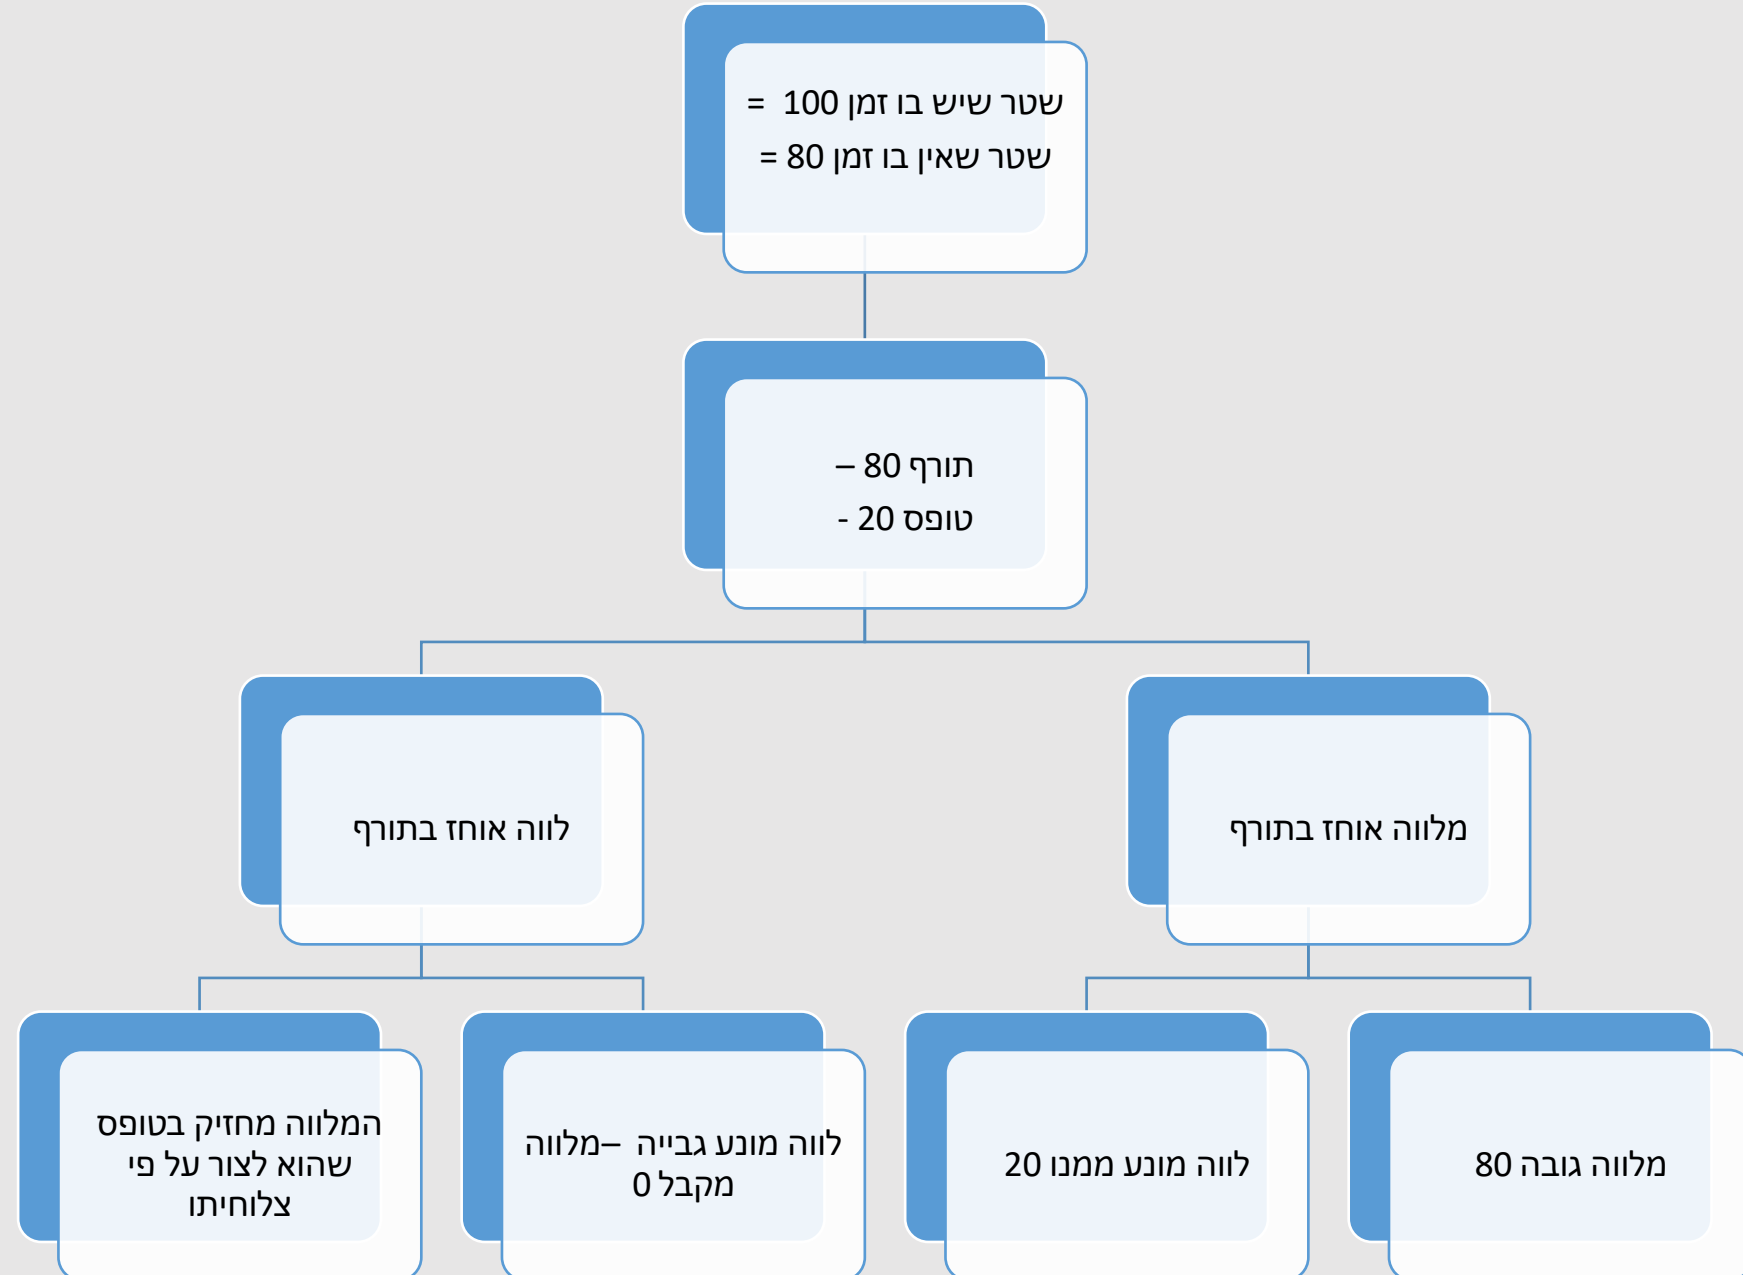 שטר שיש בו זמן 100 =
שטר שאין בו זמן 80 =
תורף 80 –
טופס 20 -
מלווה אוחז בתורף
לווה אוחז בתורף
מלווה גובה 80
לווה מונע ממנו 20
לווה מונע גבייה –מלווה
מקבל 0
המלווה מחזיק בטופס
שהוא לצור על פי
צלוחיתו